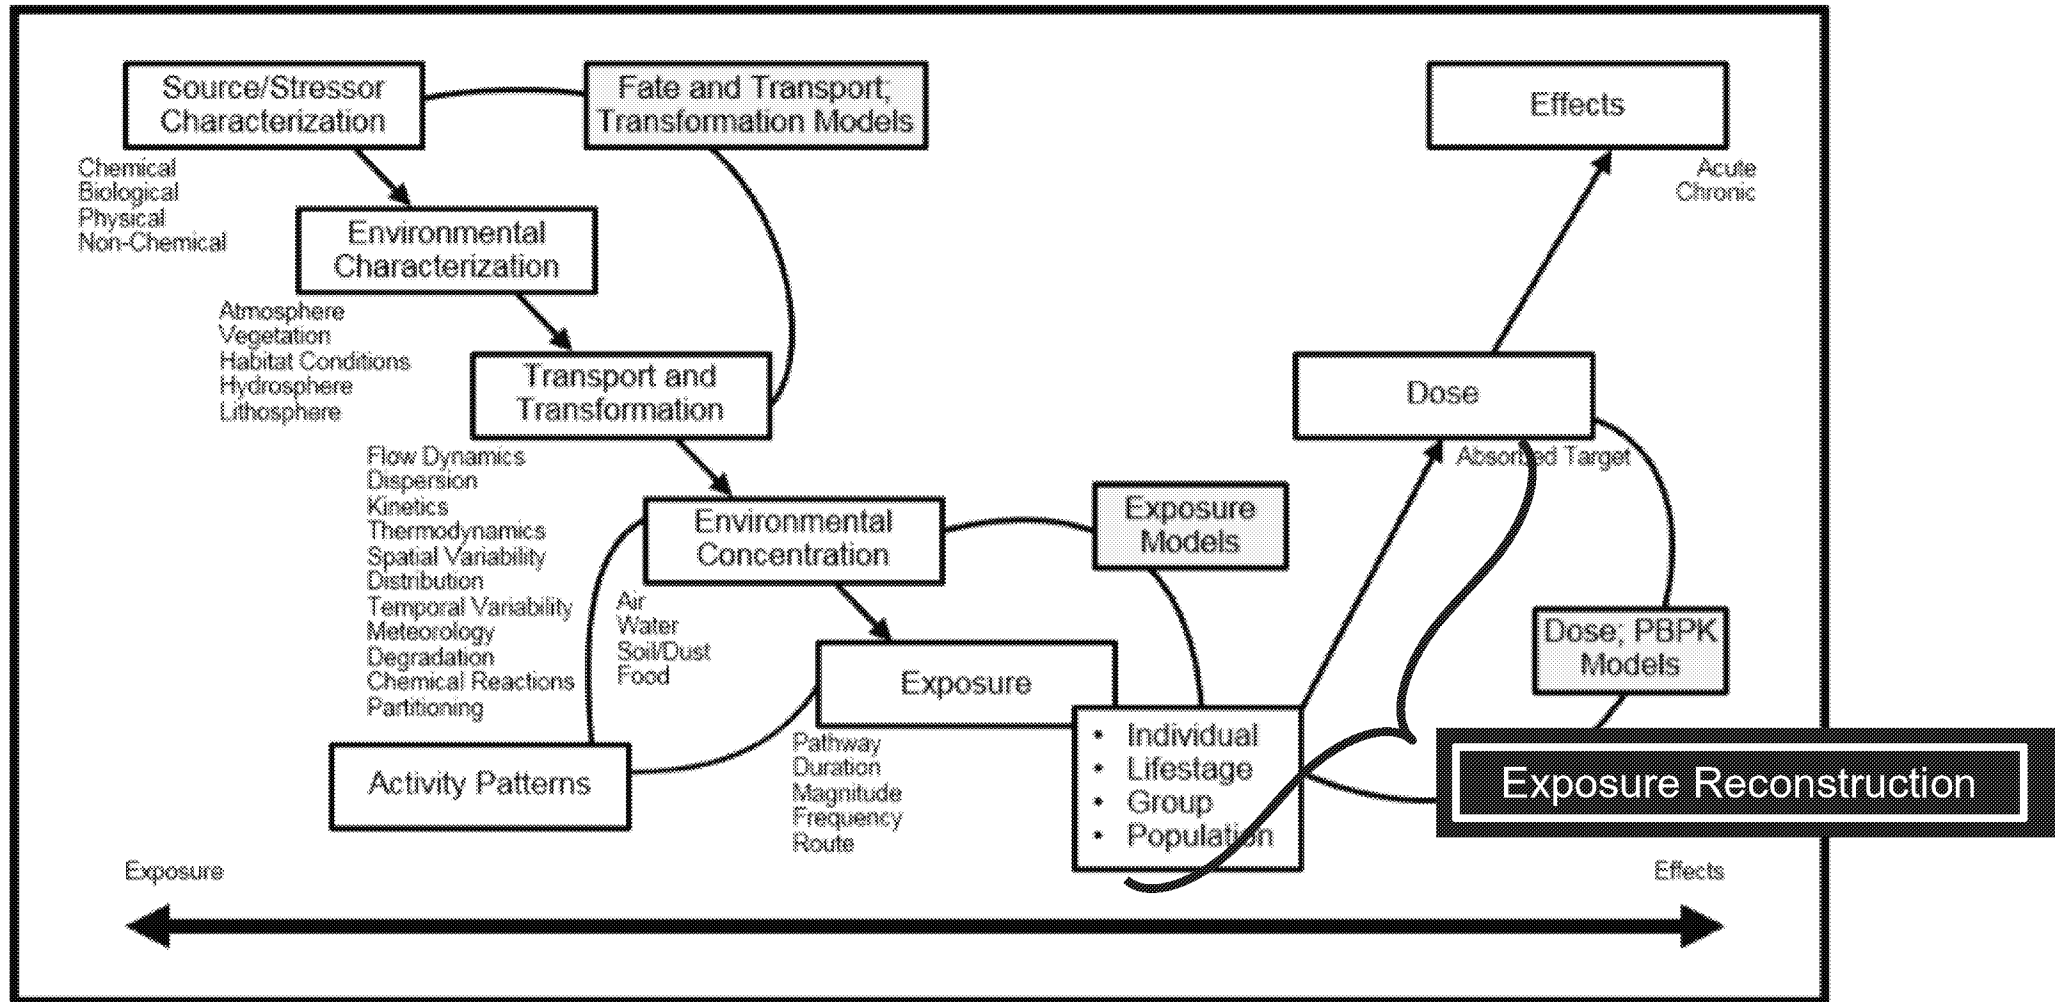 Source/Stressor
Characterization
Fate and Transport;
Transformation Models
Effects
Chemical
Biological
Physical
Non-Chemical
Acute
Chronic
Environmental
Characterization
Atmosphere
Vegetation
Habitat Conditions
Hydrosphere
Lithosphere
Transport and
Transformation
Dose
Absorbed Target
Flow Dynamics
Dispersion
Kinetics
Thermodynamics
Spatial Variability
Distribution
Temporal Variability
Meteorology
Degradation
Chemical Reactions
Partitioning
Environmental
Concentration
Exposure
Models
Air
Water
Soil/Dust
Food
Dose; PBPK
Models
Exposure
• Individual
• Lifestage
• Group
• Population
Pathway
Duration
Magnitude
Frequency
Route
Activity Patterns
Exposure Reconstruction
Exposure
Effects